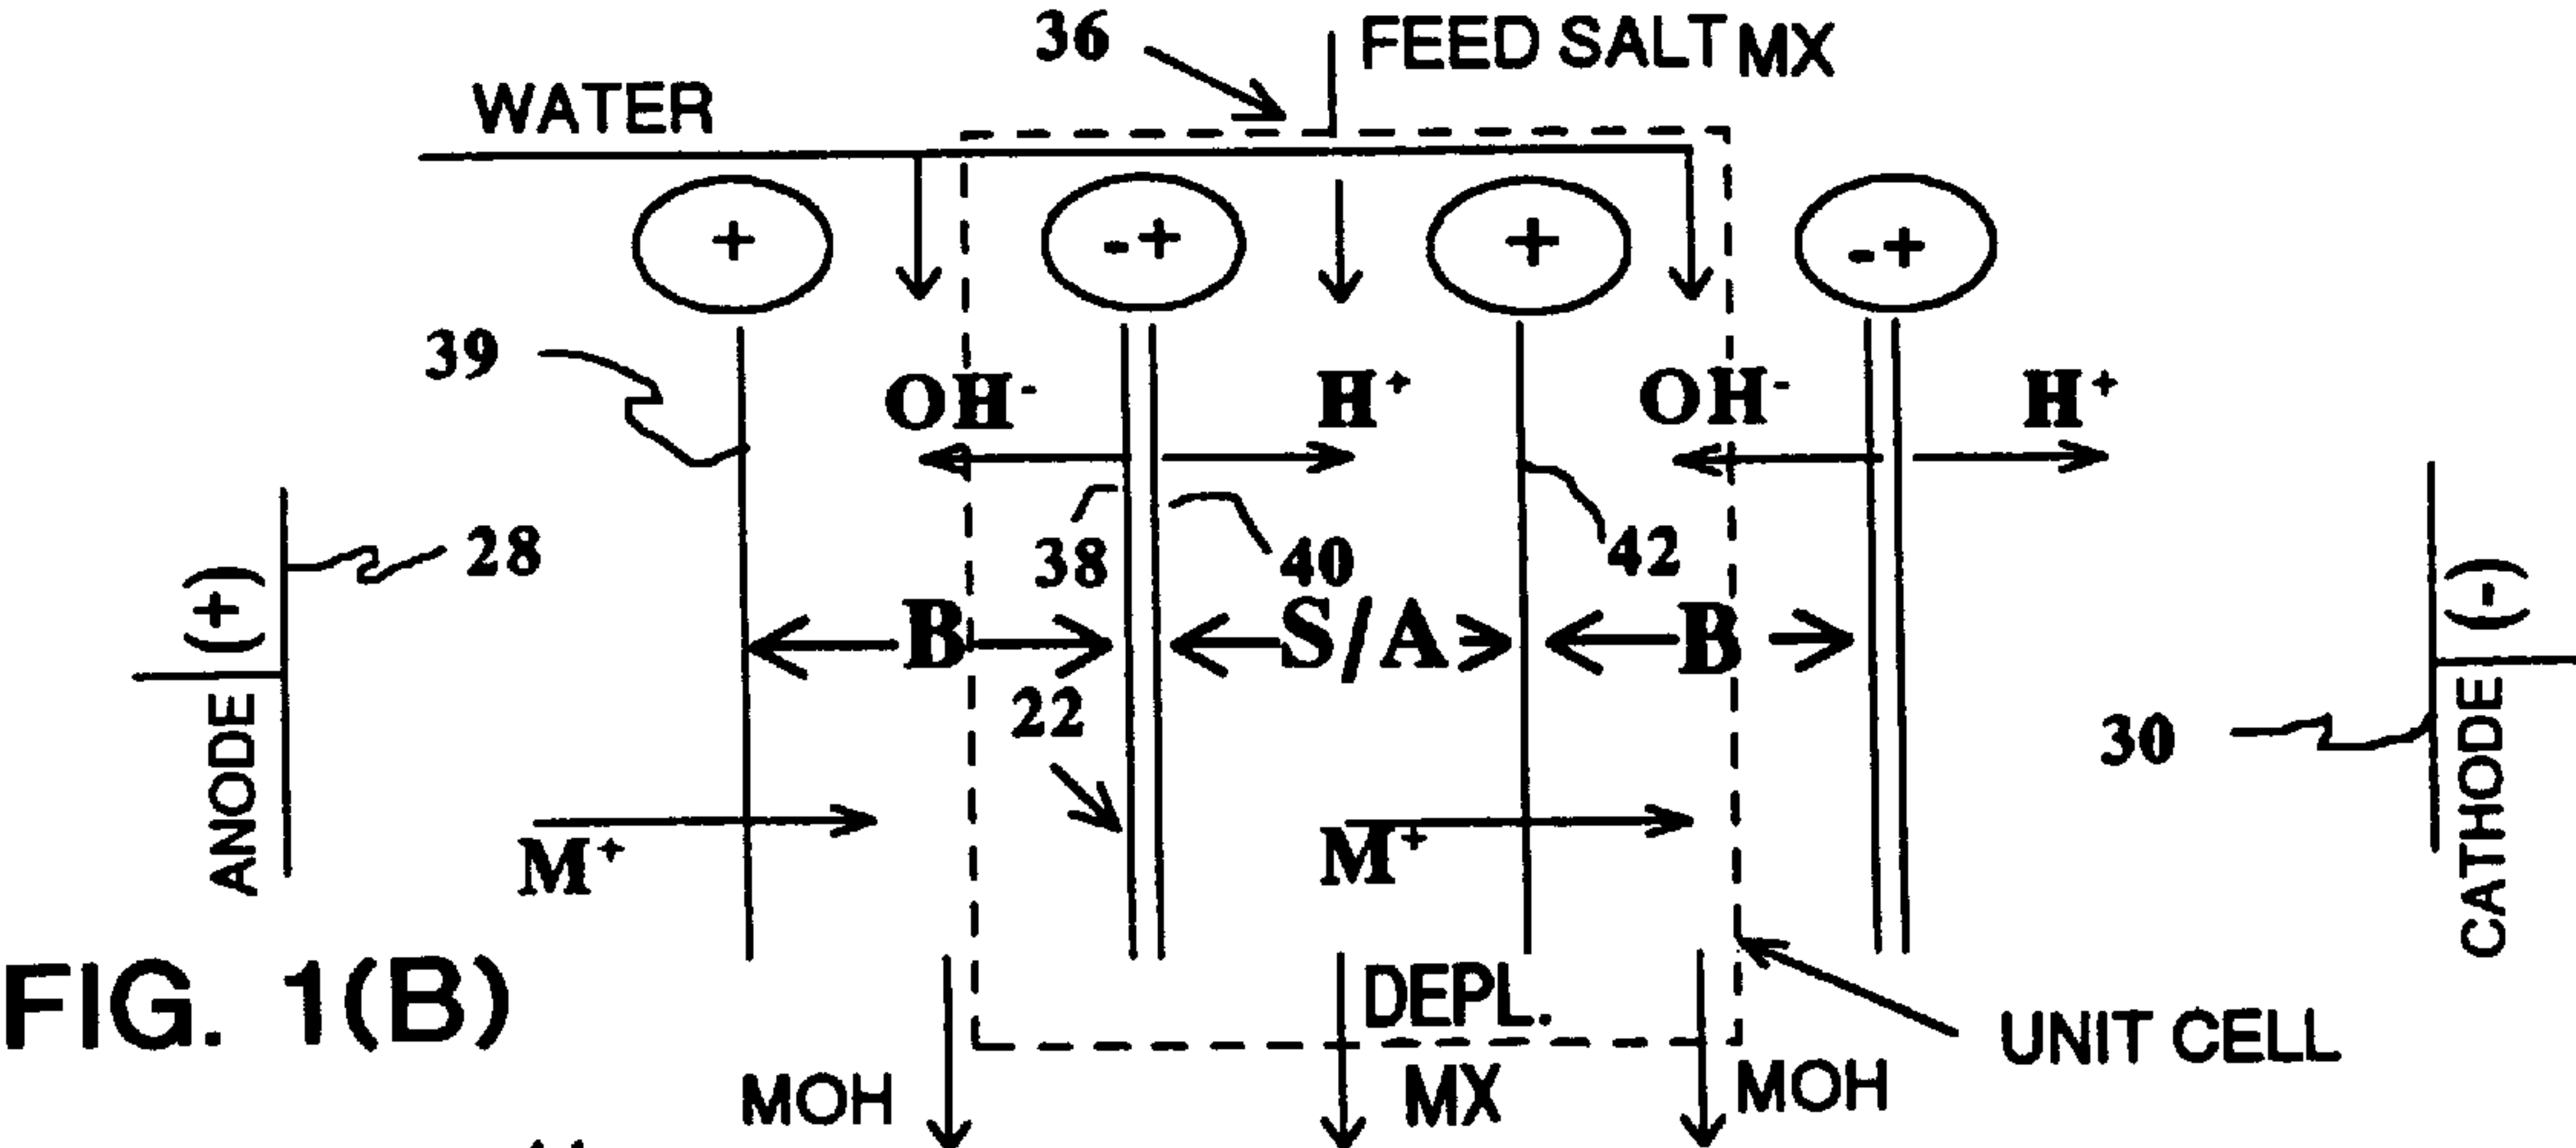 36
FEED SALT MX
WATER
+
-+
+
-+
39
OH- H+ OH- H+
(+)
28
38
40
42
(-)
B
S/A
B
ANODE
22
30
CATHODE
M+
M+
FIG. 1(B)
DEPL.
MX
UNIT CELL
MOH
MOH